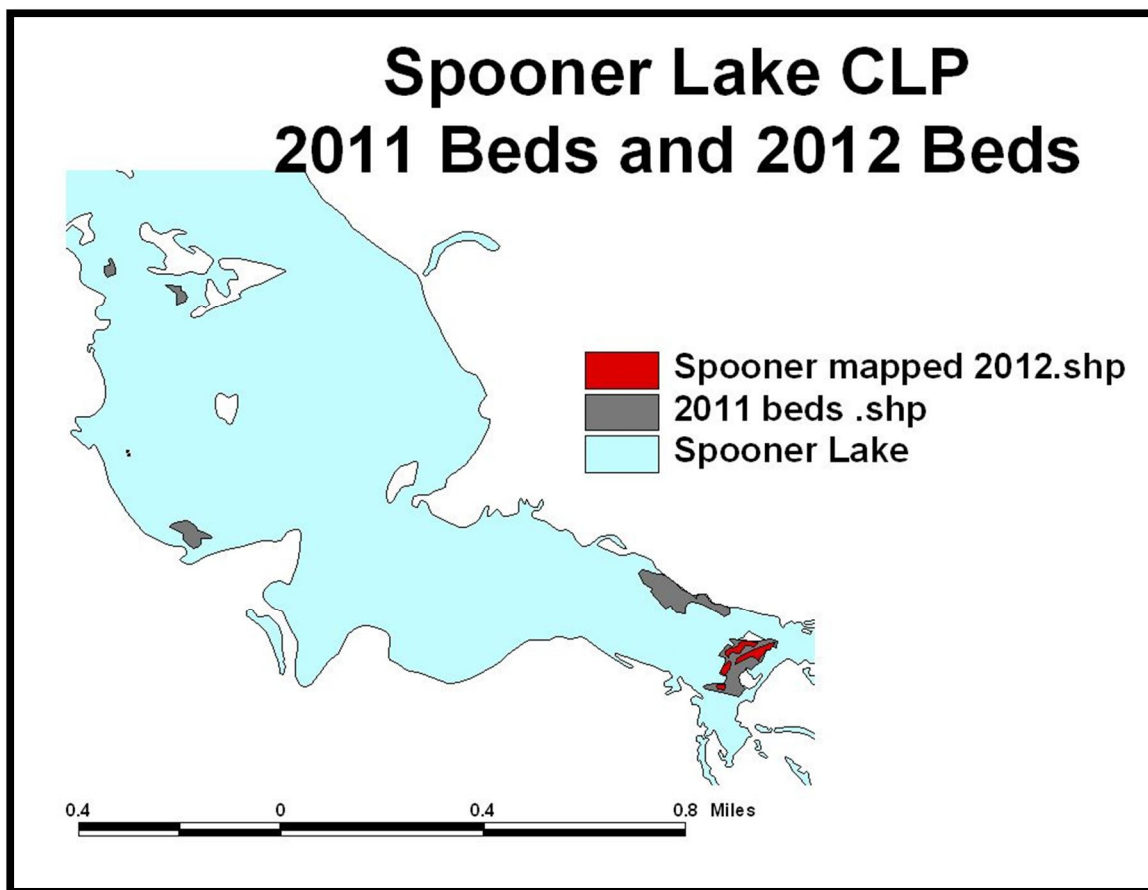 Spooner Lake CLP
2011 Beds and 2012 Beds
Spooner mapped 2012.shp
2011 beds .shp
Spooner Lake
0.4 0 0.4 0.8 Miles